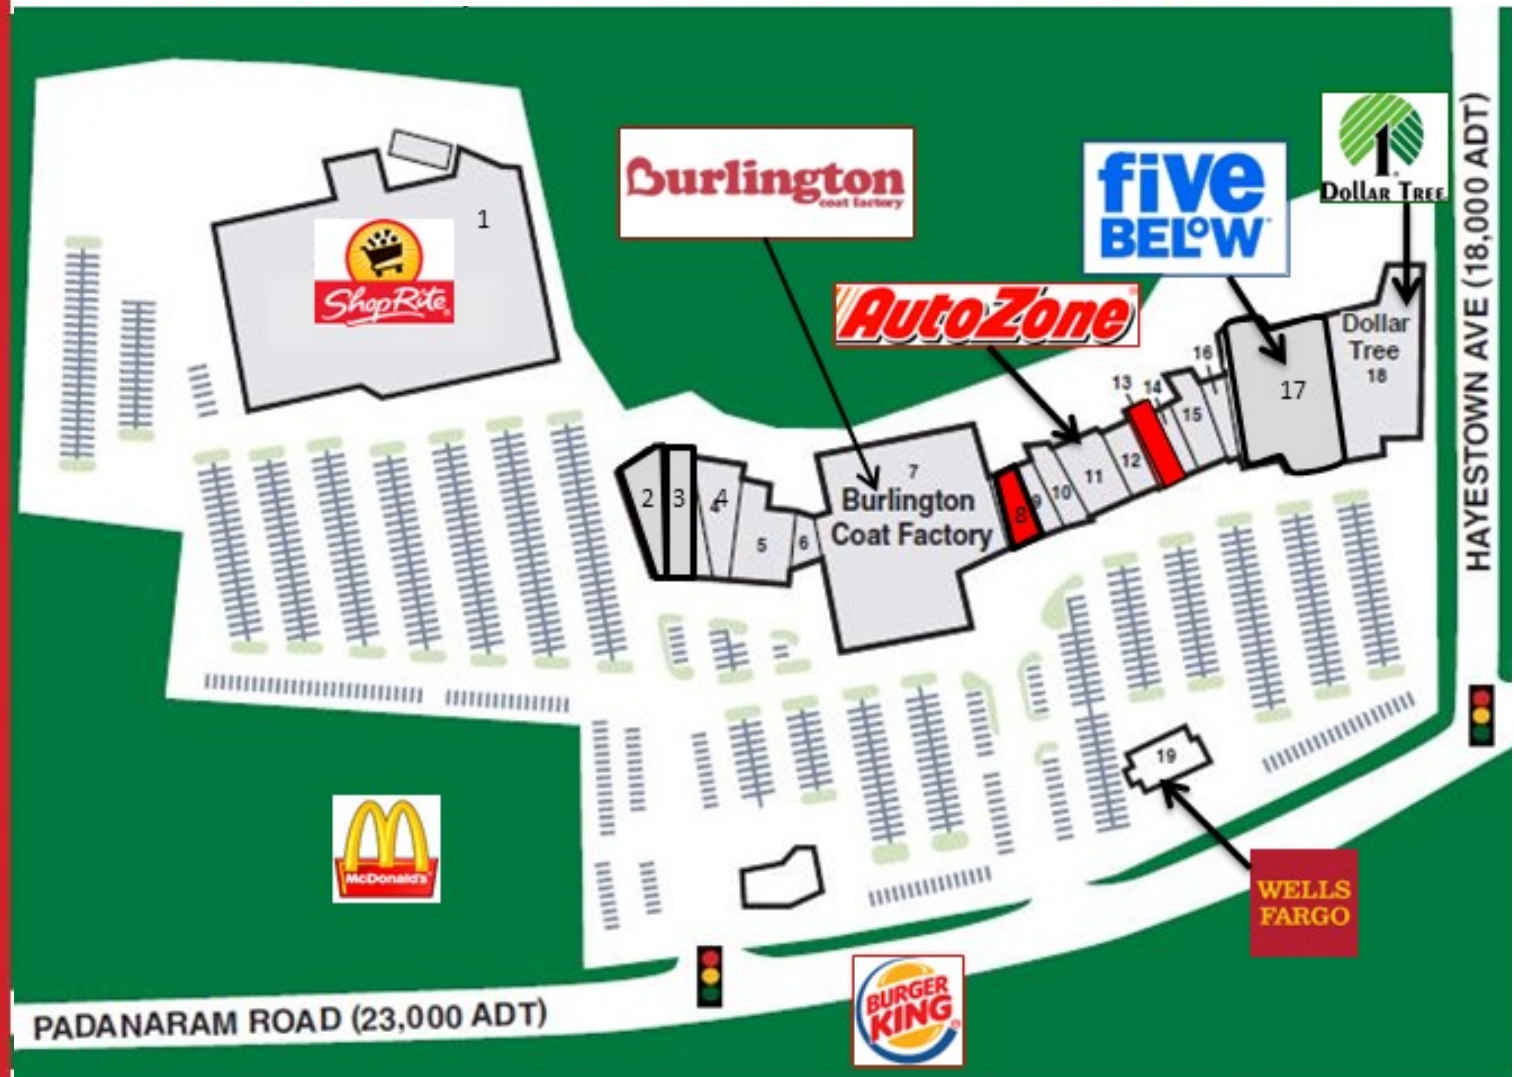 1
ShopRite
Burlington
coat factory
five
BELOW
1
DOLLAR TREE
HAYESTOWN AVE (18,000 ADT)
AutoZone
Dollar
Tree
18
17
16
13
14
15
12
11
10
9
8
7
Burlington
Coat Factory
2
3
4
4
5
6
19
McDonald's
WELLS
FARGO
BURGER
KING
PADANARAM ROAD (23,000 ADT)